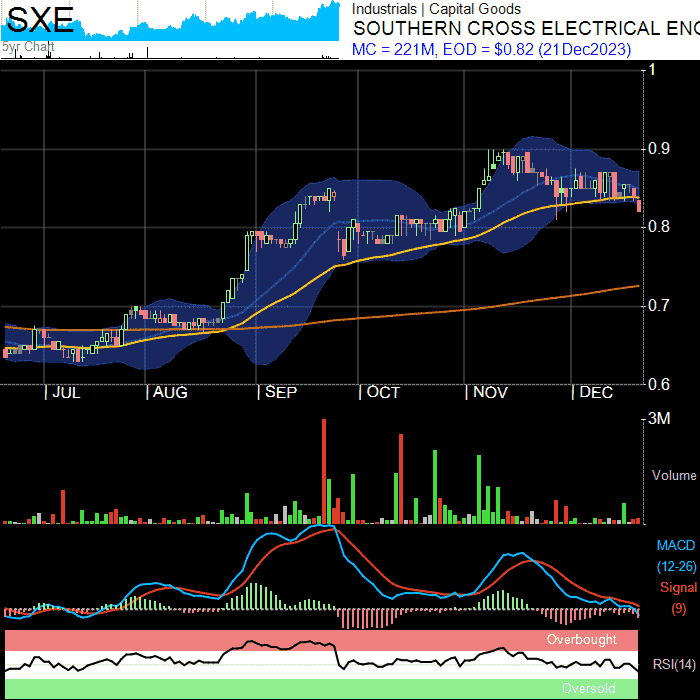 SXE
5yr Chart
Industrials | Capital Goods
SOUTHERN CROSS ELECTRICAL ENG
MC = 221M, EOD = $0.82 (21Dec2023)
1
0.9
0.8
0.7
0.6
JUL AUG SEP OCT NOV DEC
3M
Volume
MACD
(12-26)
Signal
(9)
Overbought
RSI(14)
Oversold